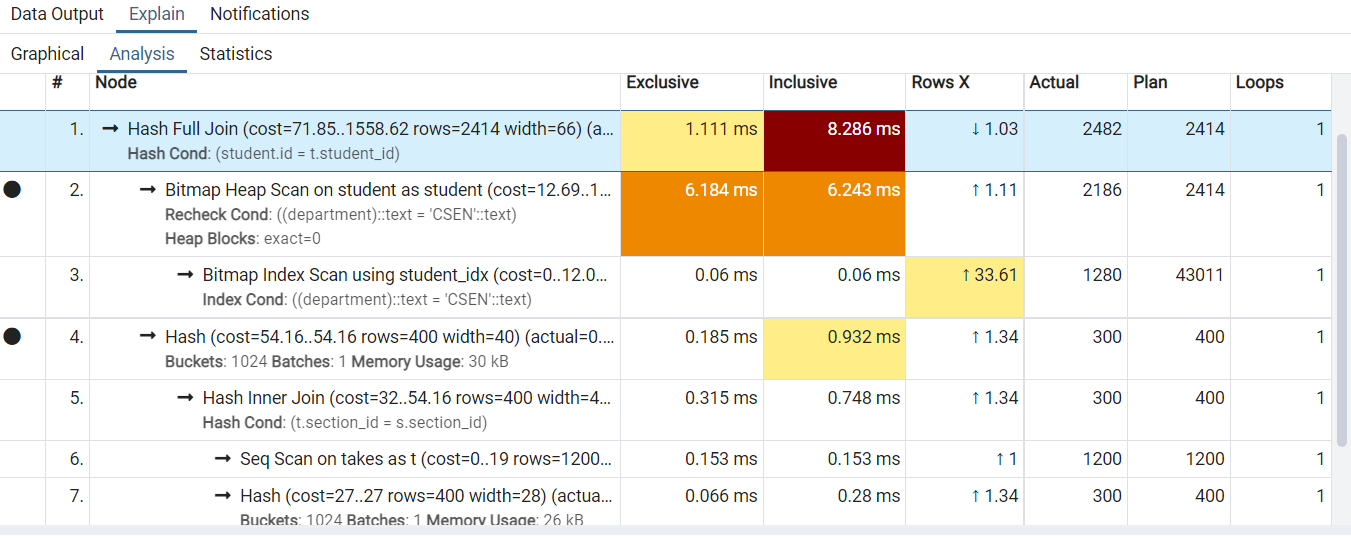 Data Output Explain Notifications
Graphical Analysis Statistics
# Node Exclusive Inclusive Rows X Actual Plan Loops
1. → Hash Full Join (cost=71.85..1558.62 rows=2414 width=66) (a... 1.111 ms 8.286 ms ↓ 1.03 2482 2414 1
Hash Cond: (student.id = t.student_id)
2. → Bitmap Heap Scan on student as student (cost=12.69..1... 6.184 ms 6.243 ms ↑ 1.11 2186 2414 1
Recheck Cond: ((department)::text = 'CSEN'::text)
Heap Blocks: exact=0
3. → Bitmap Index Scan using student_idx (cost=0..12.0... 0.06 ms 0.06 ms ↑ 33.61 1280 43011 1
Index Cond: ((department)::text = 'CSEN'::text)
4. → Hash (cost=54.16..54.16 rows=400 width=40) (actual=0.... 0.185 ms 0.932 ms ↑ 1.34 300 400 1
Buckets: 1024 Batches: 1 Memory Usage: 30 kB
5. → Hash Inner Join (cost=32..54.16 rows=400 width=4... 0.315 ms 0.748 ms ↑ 1.34 300 400 1
Hash Cond: (t.section_id = s.section_id)
6. → Seq Scan on takes as t (cost=0..19 rows=1200... 0.153 ms 0.153 ms ↑ 1 1200 1200 1
7. → Hash (cost=27..27 rows=400 width=28) (actua... 0.066 ms 0.28 ms ↑ 1.34 300 400 1
Buckets: 1024 Batches: 1 Memory Usage: 26 kB